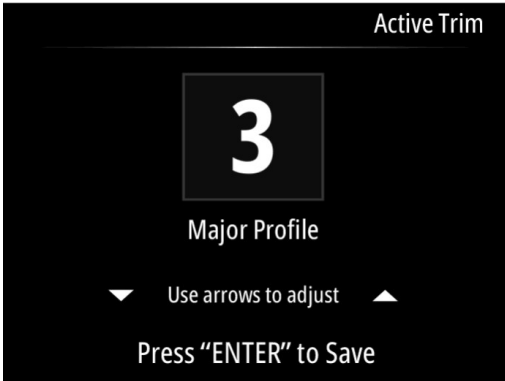 Active Trim
3
Major Profile
Use arrows to adjust
Press “ENTER” to Save